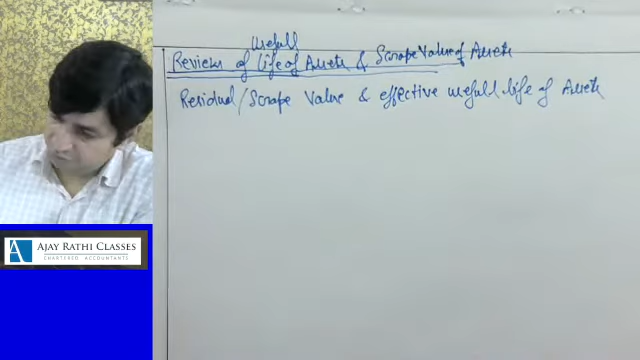 usefull
Review of life of Assets & Scrape Value of Assets
Residual/Scrape Value & effective usefull life of Assets
A
AJAY RATHI CLASSES
CHARTERED ACCOUNTANTS